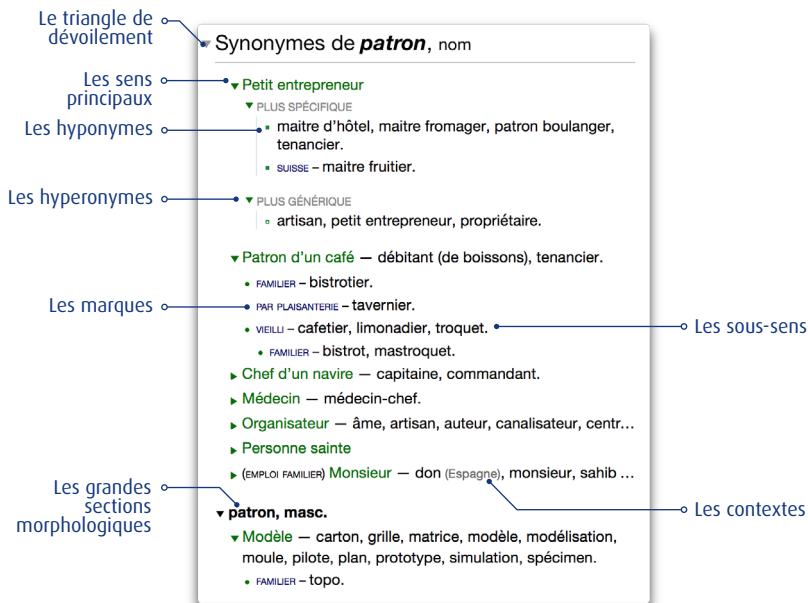 Le triangle de
dévoilement
Synonymes de patron, nom
Les sens
principaux
Petit entrepreneur
PLUS SPÉCIFIQUE
Les hyponymes
maitre d’hôtel, maitre fromager, patron boulanger,
tenancier.
SUISSE – maitre fruitier.
Les hyperonymes
PLUS GÉNÉRIQUE
artisan, petit entrepreneur, propriétaire.
Patron d’un café — débitant (de boissons), tenancier.
FAMILIER – bistrotier.
Les marques
PAR PLAISANTERIE – tavernier.
VIEILLI – cafetier, limonadier, troquet.
Les sous-sens
FAMILIER – bistrot, mastroquet.
Chef d’un navire — capitaine, commandant.
Médecin — médecin-chef.
Organisateur — âme, artisan, auteur, canalisateur, centr…
Personne sainte
(EMPLOI FAMILIER) Monsieur — don (Espagne), monsieur, sahib …
Les contextes
Les grandes
sections
morphologiques
patron, masc.
Modèle — carton, grille, matrice, modèle, modélisation,
moule, pilote, plan, prototype, simulation, spécimen.
FAMILIER – topo.